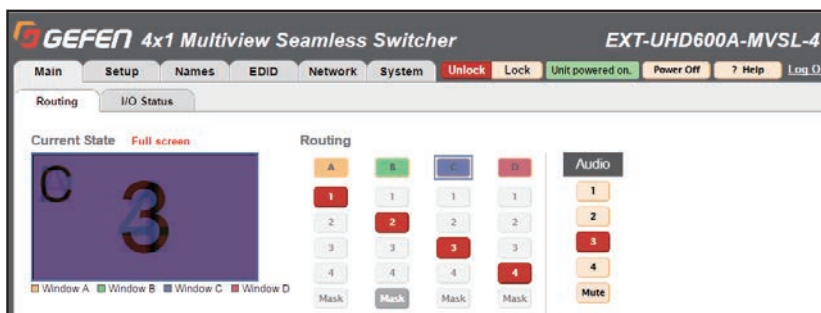 GEFEN 4x1 Multiview Seamless Switcher EXT-UHD600A-MVSL-4
Main Setup Names EDID Network System Unlock Lock Unit powered on. Power Off ? Help Log O
Routing I/O Status
Current State Full screen Routing
A B C D Audio
C 3
1 1 1 1 1
2 2 2 2 2
3 3 3 3 3
4 4 4 4 4
Mask Mask Mask Mask Mute
Window A Window B Window C Window D